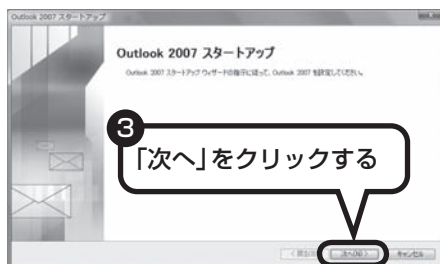 Outlook 2007 スタートアップ
Outlook 2007 スタートアップ
Outlook 2007 スタートアップ ウィザードの指示に従って、Outlook 2007 を設定してください。
3
「次へ」をクリックする
< 戻る(B)
次へ(N) >
キャンセル